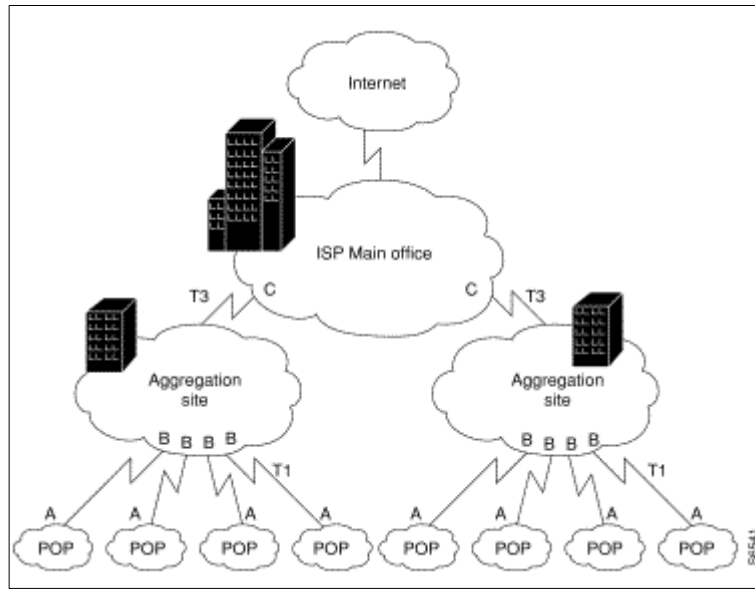 Internet
ISP Main office
C C
T3 T3
Aggregation
site
Aggregation
site
B B B B B B B B
T1 T1
A A A A A A A A
POP POP POP POP POP POP POP POP
S6541